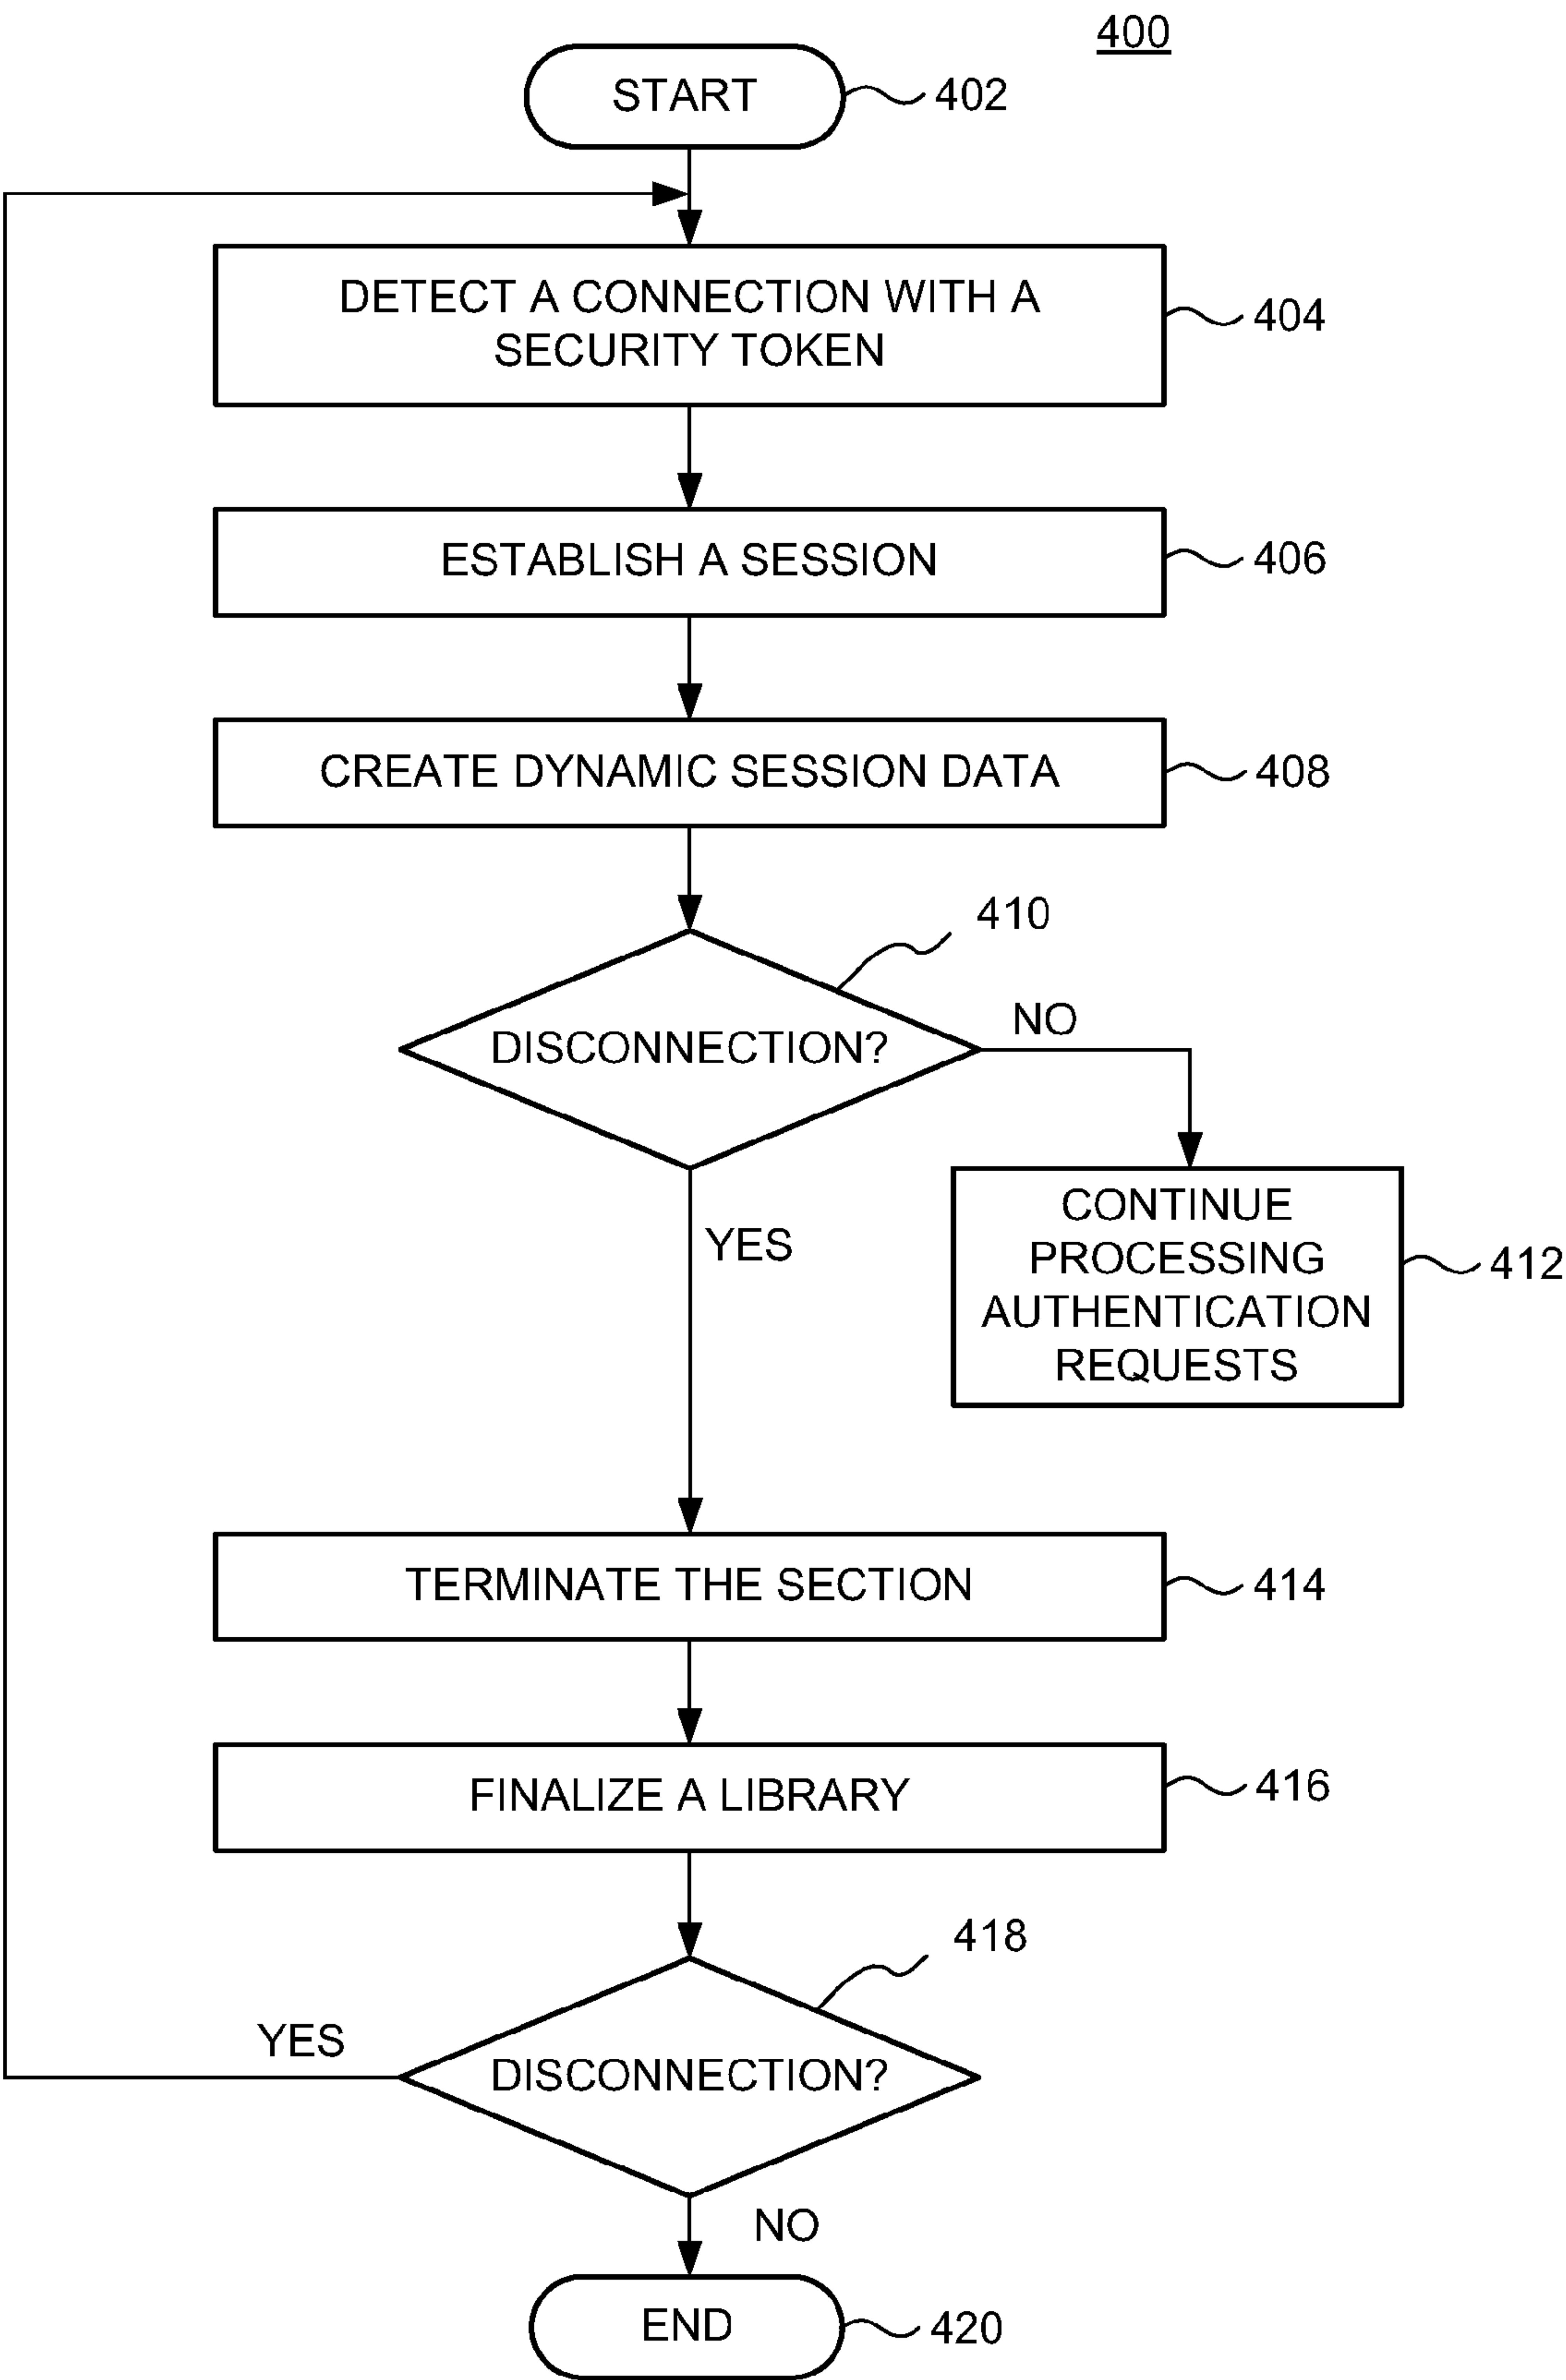 400
START
402
DETECT A CONNECTION WITH A
SECURITY TOKEN
404
ESTABLISH A SESSION
406
CREATE DYNAMIC SESSION DATA
408
410
DISCONNECTION?
NO
YES
CONTINUE
PROCESSING
AUTHENTICATION
REQUESTS
412
TERMINATE THE SECTION
414
FINALIZE A LIBRARY
416
418
YES
DISCONNECTION?
NO
END
420